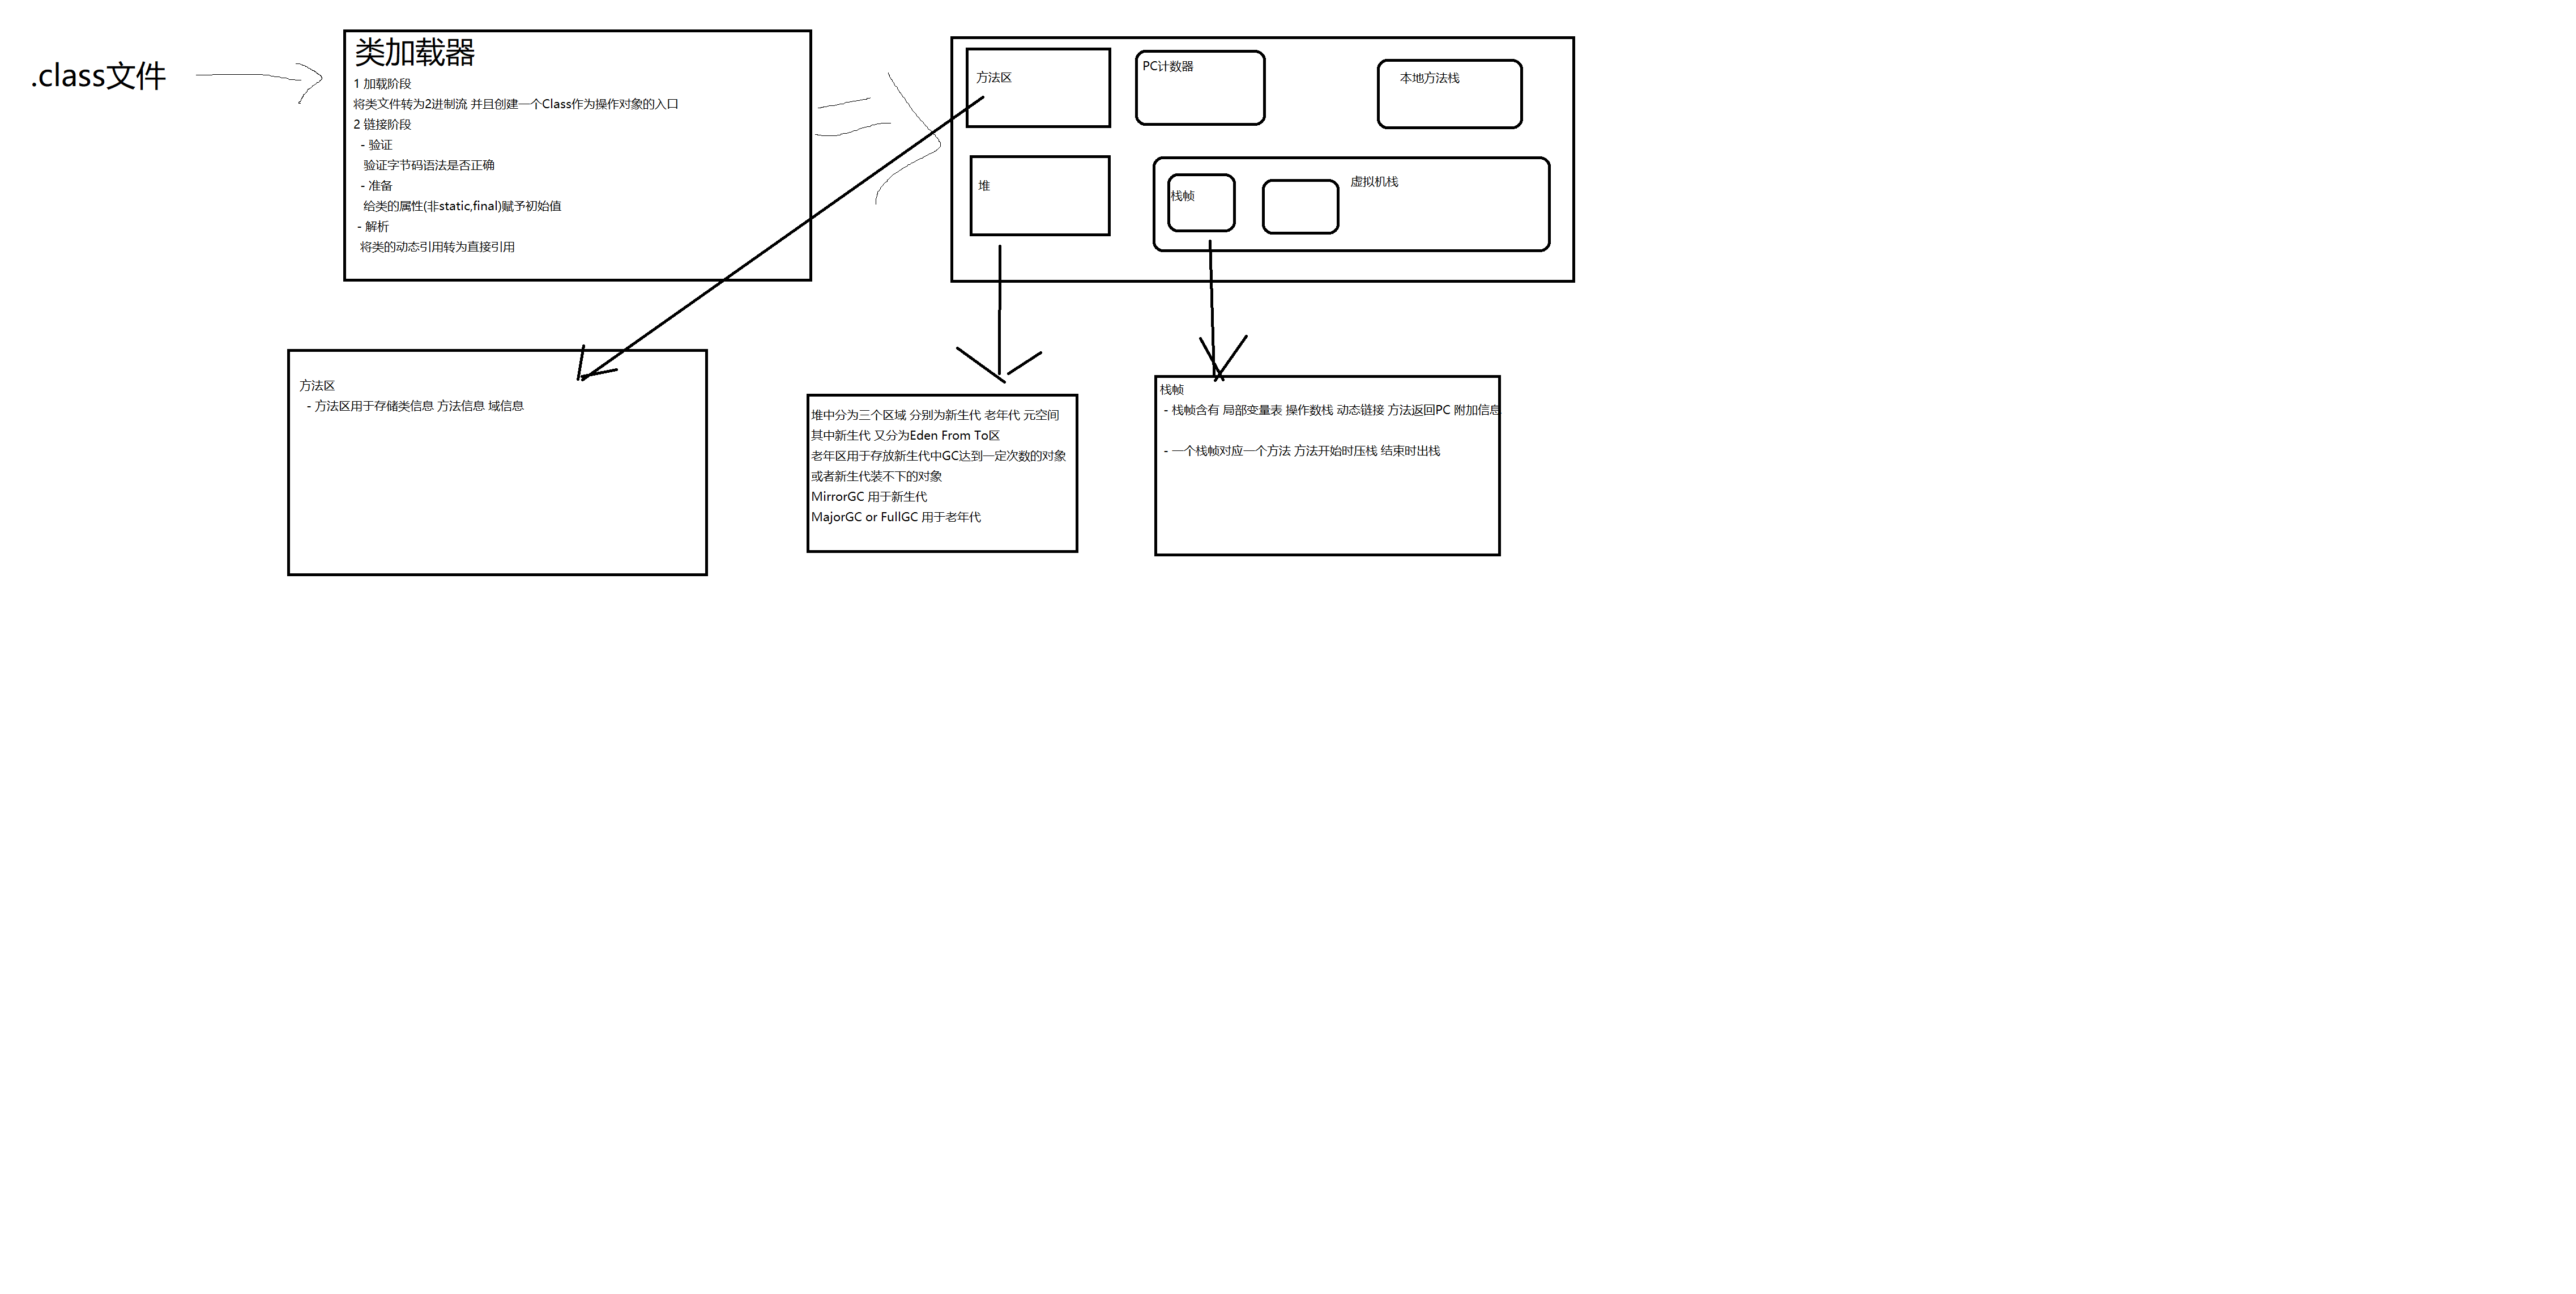 .class文件
类加载器
1 加载阶段
将类文件转为2进制流 并且创建一个Class作为操作对象的入口
2 链接阶段
- 验证
验证字节码语法是否正确
- 准备
给类的属性(非static,final)赋予初始值
- 解析
将类的动态引用转为直接引用
方法区
PC计数器
本地方法栈
堆
栈帧
虚拟机栈
方法区
- 方法区用于存储类信息 方法信息 域信息
堆中分为三个区域 分别为新生代 老年代 元空间
其中新生代 又分为Eden From To区
老年区用于存放新生代中GC达到一定次数的对象
或者新生代装不下的对象
MirrorGC 用于新生代
MajorGC or FullGC 用于老年代
栈帧
- 栈帧含有 局部变量表 操作数栈 动态链接 方法返回PC 附加信息
- 一个栈帧对应一个方法 方法开始时压栈 结束时出栈